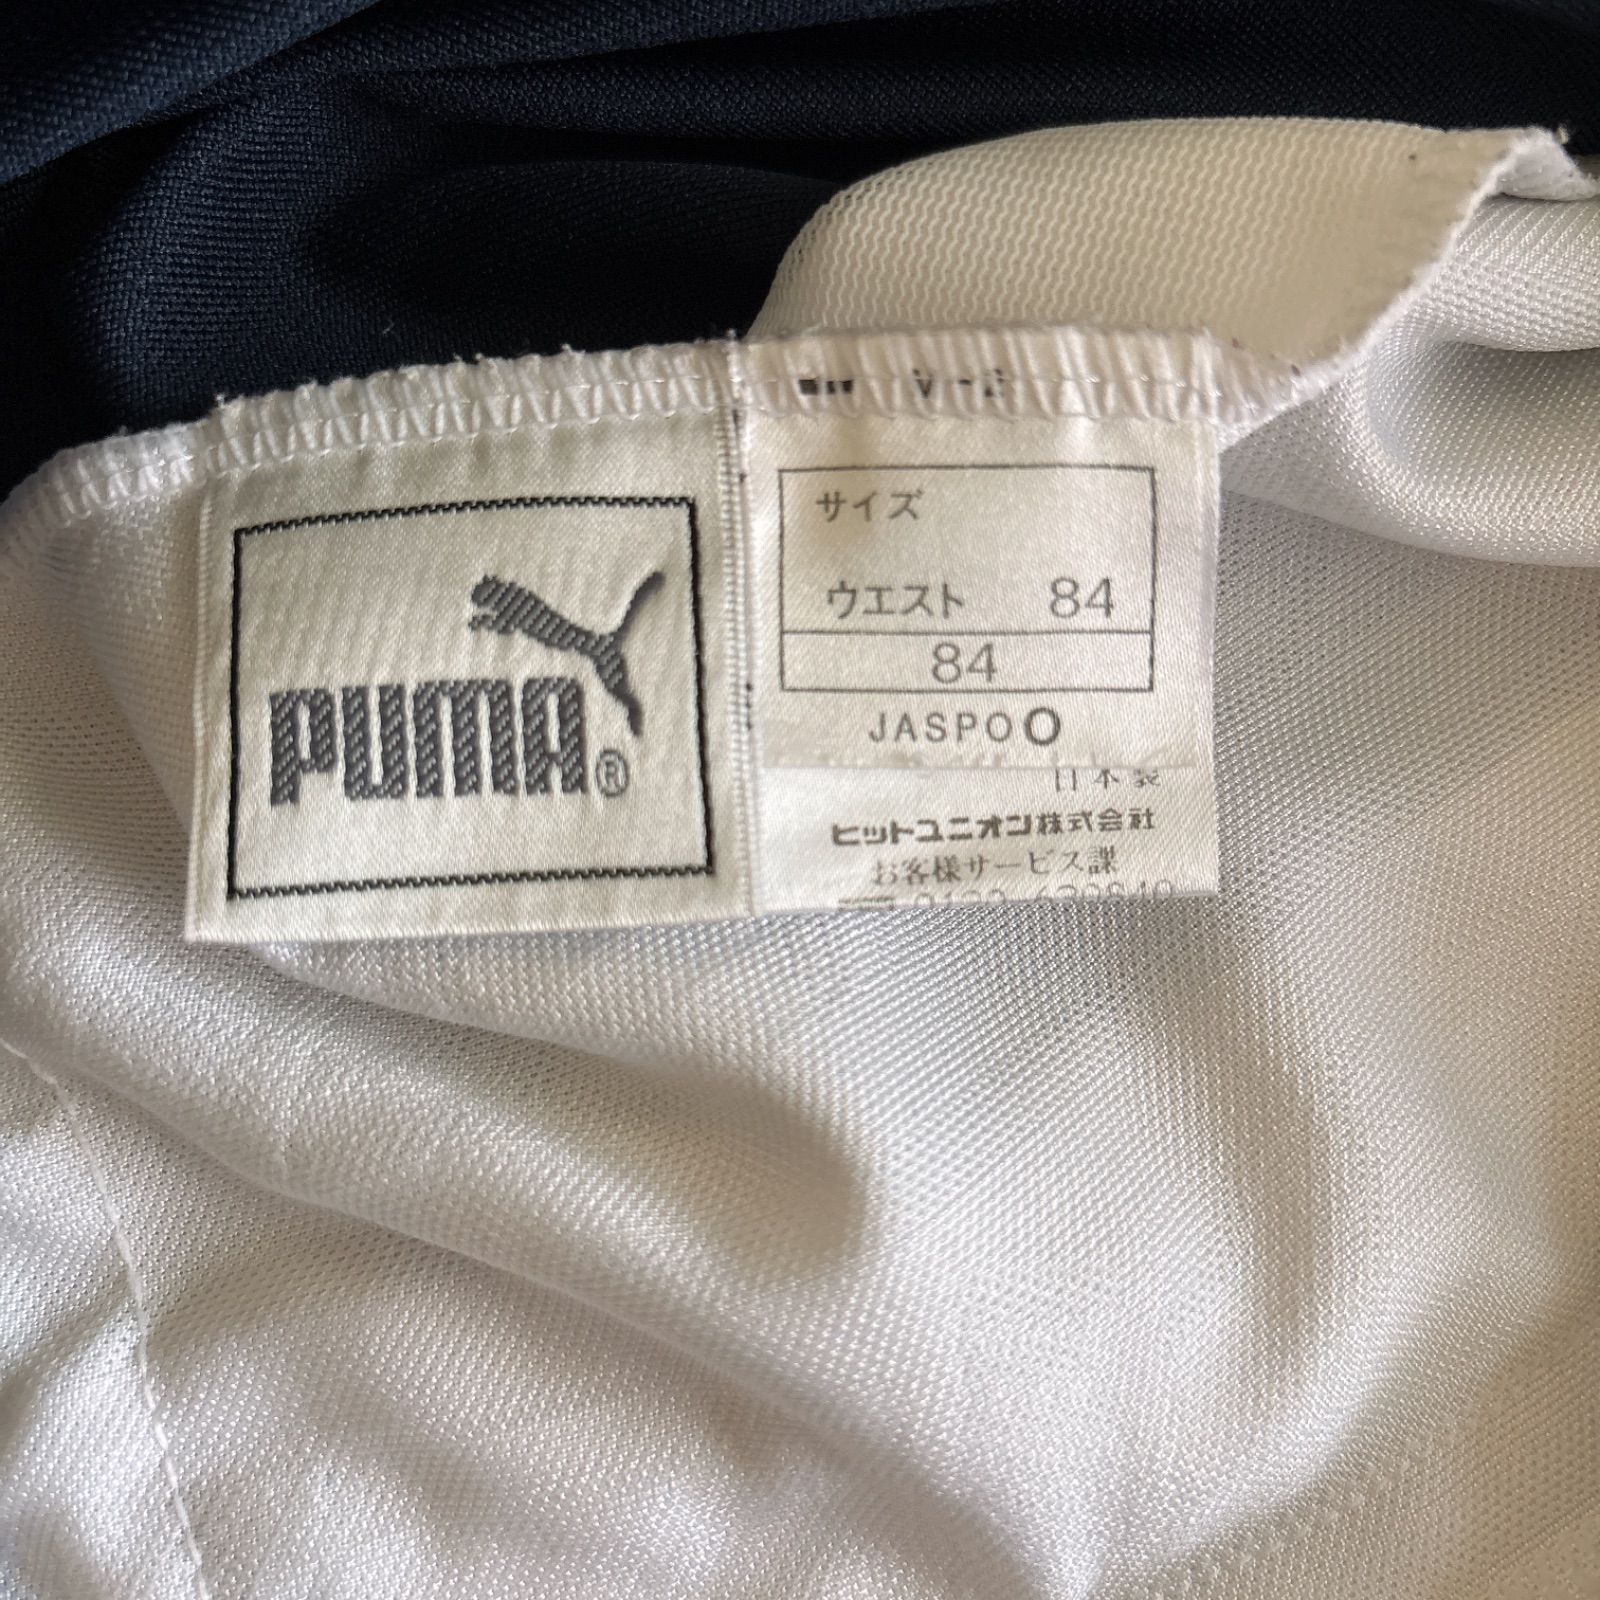 PUMA®
サイズ
ウエスト 84
84
JASPO O
日本製
ヒットユニオン株式会社
お客様サービス課